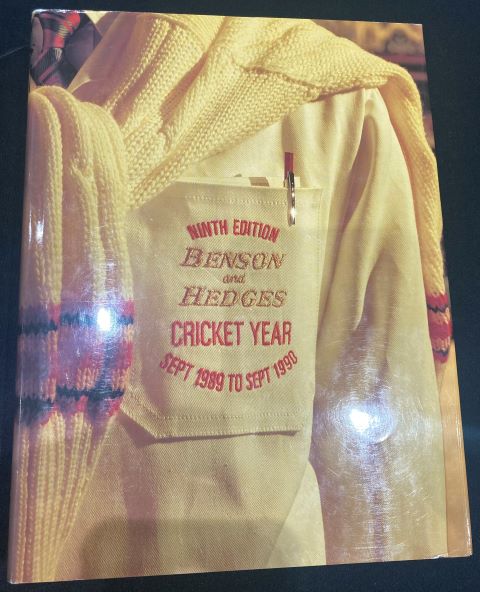 NINTH EDITION
BENSON
and
HEDGES
CRICKET YEAR
SEPT 1989 TO SEPT 1990